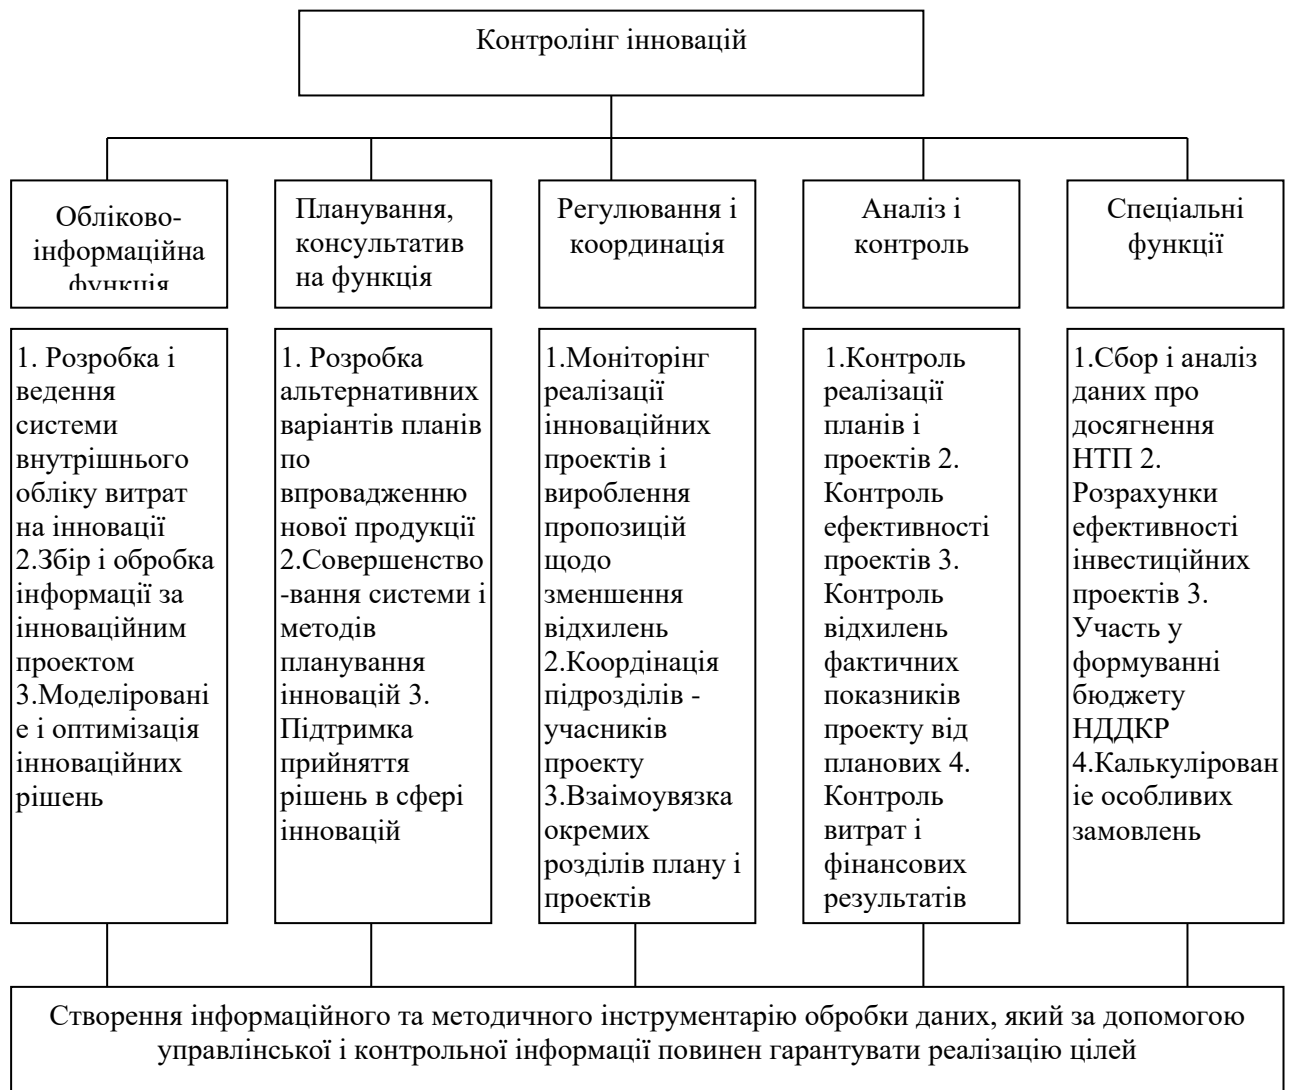 Контролінг інновацій
Обліково-
інформаційна
функція
Планування,
консультатив
на функція
Регулювання і
координація
Аналіз і
контроль
Спеціальні
функції
1. Розробка і
ведення
системи
внутрішнього
обліку витрат
на інновації
2.Збір і обробка
інформації за
інноваційним
проектом
3.Моделіровані
е і оптимізація
інноваційних
рішень
1. Розробка
альтернативних
варіантів планів
по
впровадженню
нової продукції
2.Совершенство
-вання системи і
методів
планування
інновацій 3.
Підтримка
прийняття
рішень в сфері
інновацій
1.Моніторінг
реалізації
інноваційних
проектів і
вироблення
пропозицій
щодо
зменшення
відхилень
2.Коордінація
підрозділів -
учасників
проекту
3.Взаімоувязка
окремих
розділів плану і
проектів
1.Контроль
реалізації
планів і
проектів 2.
Контроль
ефективності
проектів 3.
Контроль
відхилень
фактичних
показників
проекту від
планових 4.
Контроль
витрат і
фінансових
результатів
1.Сбор і аналіз
даних про
досягнення
НТП 2.
Розрахунки
ефективності
інвестиційних
проектів 3.
Участь у
формуванні
бюджету
НДДКР
4.Калькулірован
іе особливих
замовлень
Створення інформаційного та методичного інструментарію обробки даних, який за допомогою
управлінської і контрольної інформації повинен гарантувати реалізацію цілей